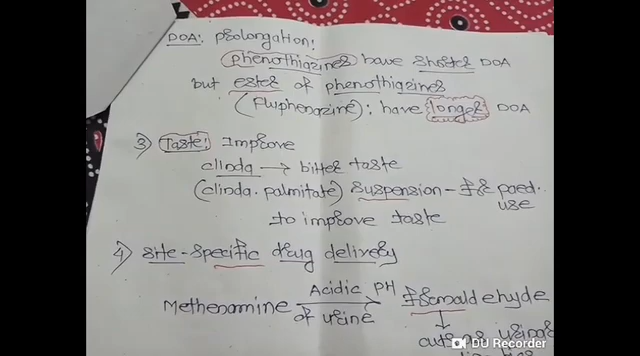 DOA: prolongation:
phenothiazines have shorter DOA
but ester of phenothiazines
(Fluphenazine): have longer DOA
3) Taste: Improve
clinda → bitter taste
(clinda. palmitate) suspension - for paed.
use
to improve taste
4) site-specific drug delivery
Methenamine Acidic PH of urine → formaldehyde
↓
DU Recorder